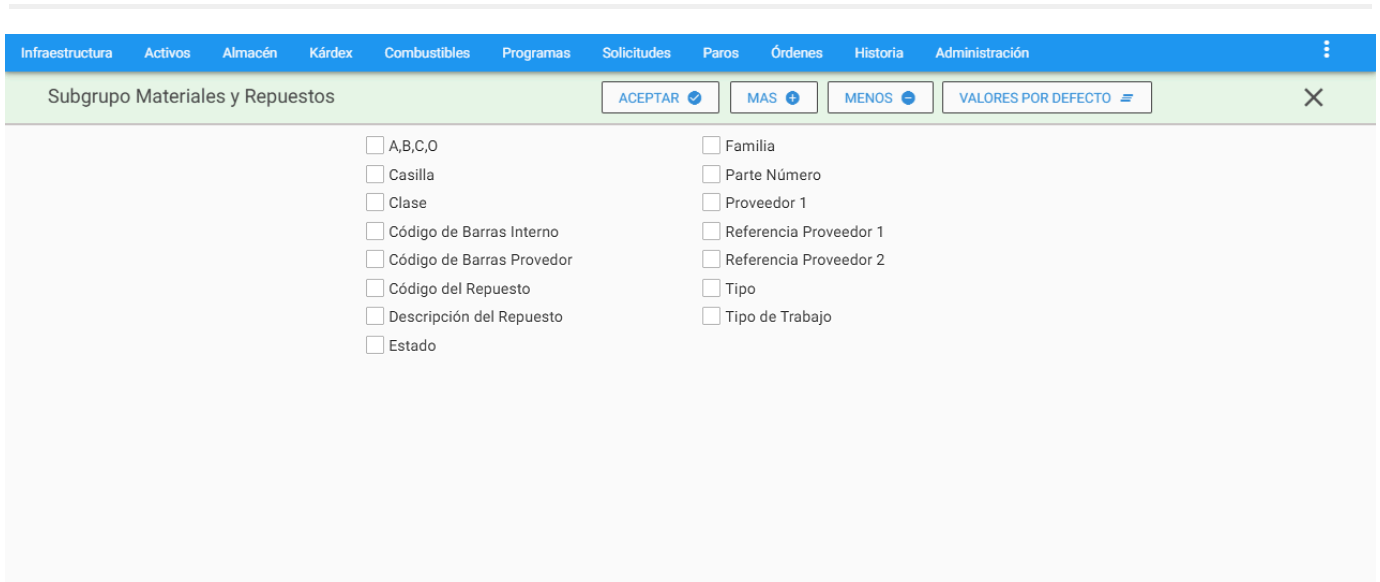 Infraestructura Activos Almacén Kárdex Combustibles Programas Solicitudes Paros Órdenes Historia Administración
Subgrupo Materiales y Repuestos ACEPTAR MAS MENOS VALORES POR DEFECTO
A,B,C,O Familia
Casilla Parte Número
Clase Proveedor 1
Código de Barras Interno Referencia Proveedor 1
Código de Barras Provedor Referencia Proveedor 2
Código del Repuesto Tipo
Descripción del Repuesto Tipo de Trabajo
Estado